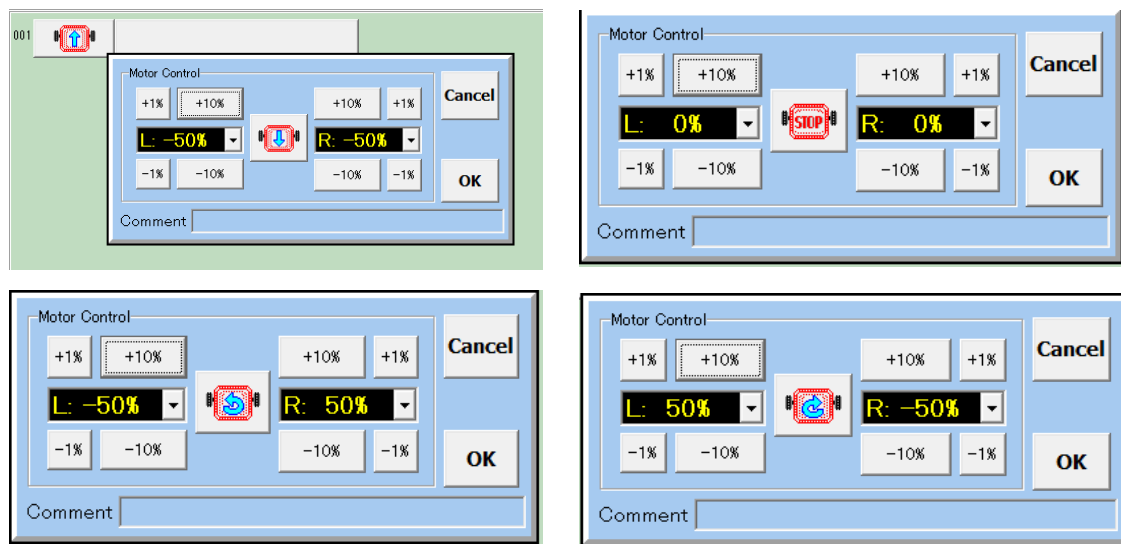 001
Motor Control
+1% +10% +10% +1% Cancel
L: -50% R: -50%
-1% -10% -10% -1% OK
Comment
Motor Control
+1% +10% +10% +1% Cancel
L: 0% STOP R: 0%
-1% -10% -10% -1% OK
Comment
Motor Control
+1% +10% +10% +1% Cancel
L: -50% R: 50%
-1% -10% -10% -1% OK
Comment
Motor Control
+1% +10% +10% +1% Cancel
L: 50% R: -50%
-1% -10% -10% -1% OK
Comment